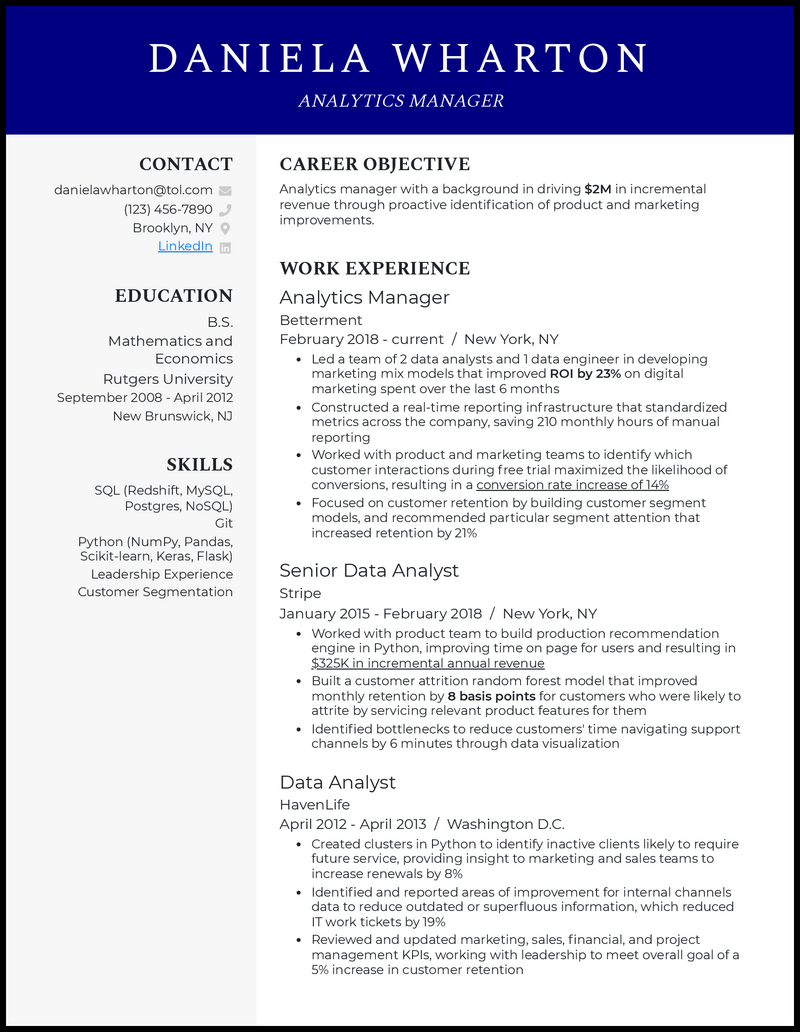 DANIELA WHARTON
ANALYTICS MANAGER
CONTACT
danielawharton@tol.com
(123) 456-7890
Brooklyn, NY
LinkedIn
EDUCATION
B.S.
Mathematics and
Economics
Rutgers University
September 2008 - April 2012
New Brunswick, NJ
SKILLS
SQL (Redshift, MySQL,
Postgres, NoSQL)
Git
Python (NumPy, Pandas,
Scikit-learn, Keras, Flask)
Leadership Experience
Customer Segmentation
CAREER OBJECTIVE
Analytics manager with a background in driving $2M in incremental
revenue through proactive identification of product and marketing
improvements.
WORK EXPERIENCE
Analytics Manager
Betterment
February 2018 - current / New York, NY
• Led a team of 2 data analysts and 1 data engineer in developing
marketing mix models that improved ROI by 23% on digital
marketing spent over the last 6 months
• Constructed a real-time reporting infrastructure that standardized
metrics across the company, saving 210 monthly hours of manual
reporting
• Worked with product and marketing teams to identify which
customer interactions during free trial maximized the likelihood of
conversions, resulting in a conversion rate increase of 14%
• Focused on customer retention by building customer segment
models, and recommended particular segment attention that
increased retention by 21%
Senior Data Analyst
Stripe
January 2015 - February 2018 / New York, NY
• Worked with product team to build production recommendation
engine in Python, improving time on page for users and resulting in
$325K in incremental annual revenue
• Built a customer attrition random forest model that improved
monthly retention by 8 basis points for customers who were likely to
attrite by servicing relevant product features for them
• Identified bottlenecks to reduce customers' time navigating support
channels by 6 minutes through data visualization
Data Analyst
HavenLife
April 2012 - April 2013 / Washington D.C.
• Created clusters in Python to identify inactive clients likely to require
future service, providing insight to marketing and sales teams to
increase renewals by 8%
• Identified and reported areas of improvement for internal channels
data to reduce outdated or superfluous information, which reduced
IT work tickets by 19%
• Reviewed and updated marketing, sales, financial, and project
management KPIs, working with leadership to meet overall goal of a
5% increase in customer retention